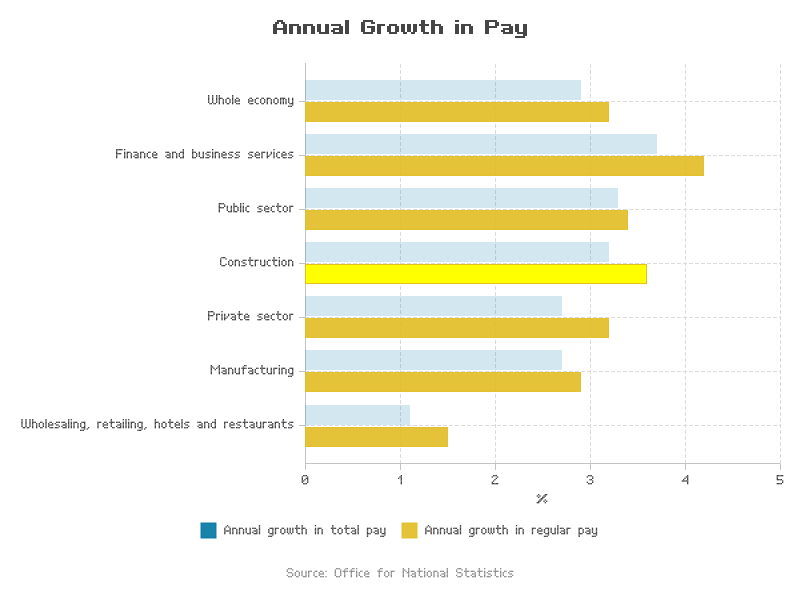 Annual Growth in Pay
Whole economy
Finance and business services
Public sector
Construction
Private sector
Manufacturing
Wholesaling, retailing, hotels and restaurants
0 1 2 3 4 5
%
Annual growth in total pay Annual growth in regular pay
Source: Office for National Statistics